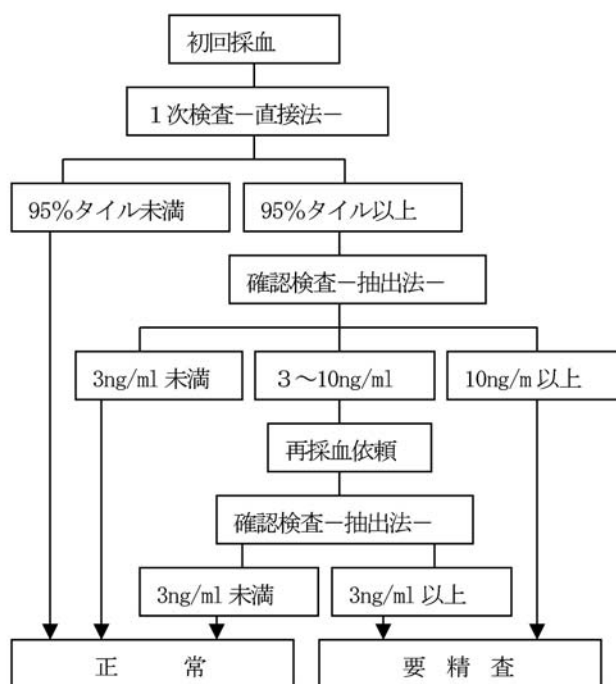 初回採血
1次検査－直接法－
95%タイル未満
95%タイル以上
確認検査－抽出法－
3ng/ml 未満
3～10ng/ml
10ng/m 以上
再採血依頼
確認検査－抽出法－
3ng/ml 未満
3ng/ml 以上
正 常
要 精 査